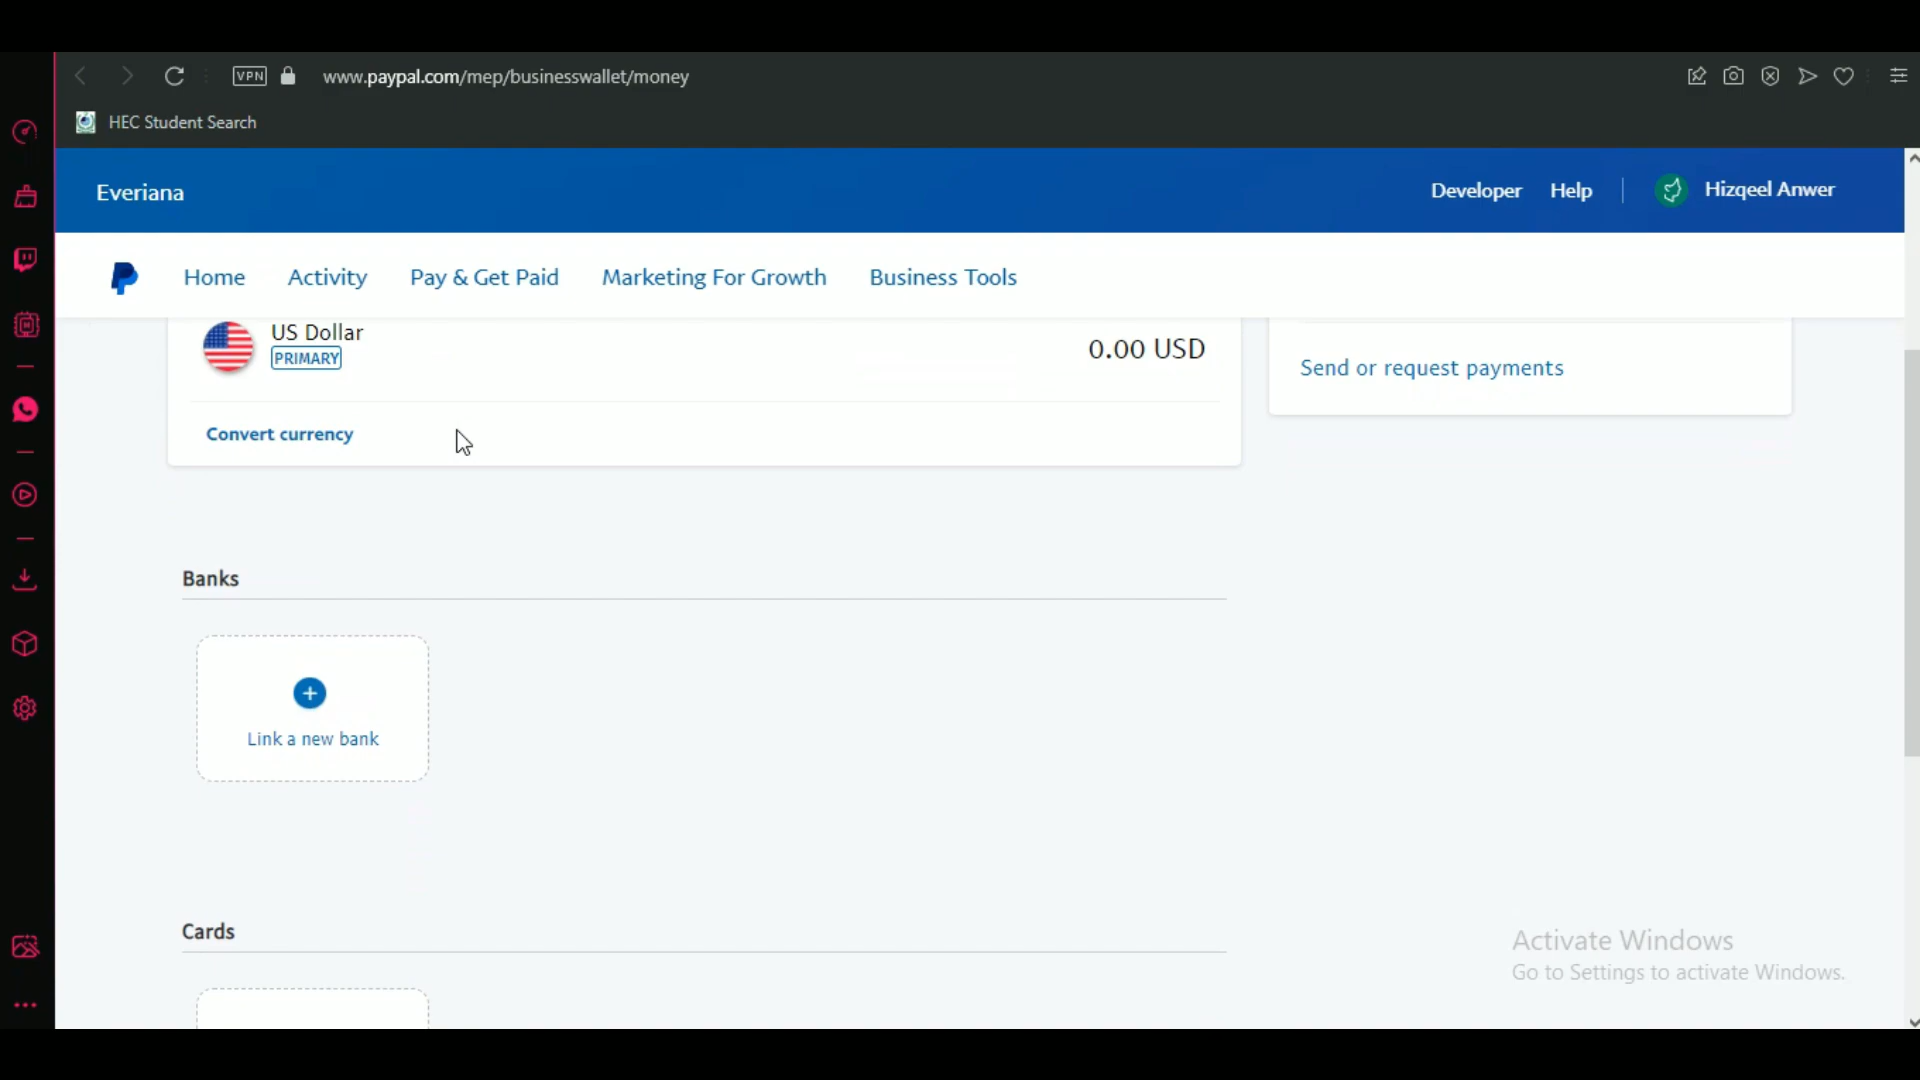 VPN www.paypal.com/mep/businesswallet/money
HEC Student Search
Everiana Developer Help Hizqeel Anwer
Home Activity Pay & Get Paid Marketing For Growth Business Tools
US Dollar
PRIMARY
0.00 USD
Send or request payments
Convert currency
Banks
Link a new bank
Cards
Activate Windows
Go to Settings to activate Windows.